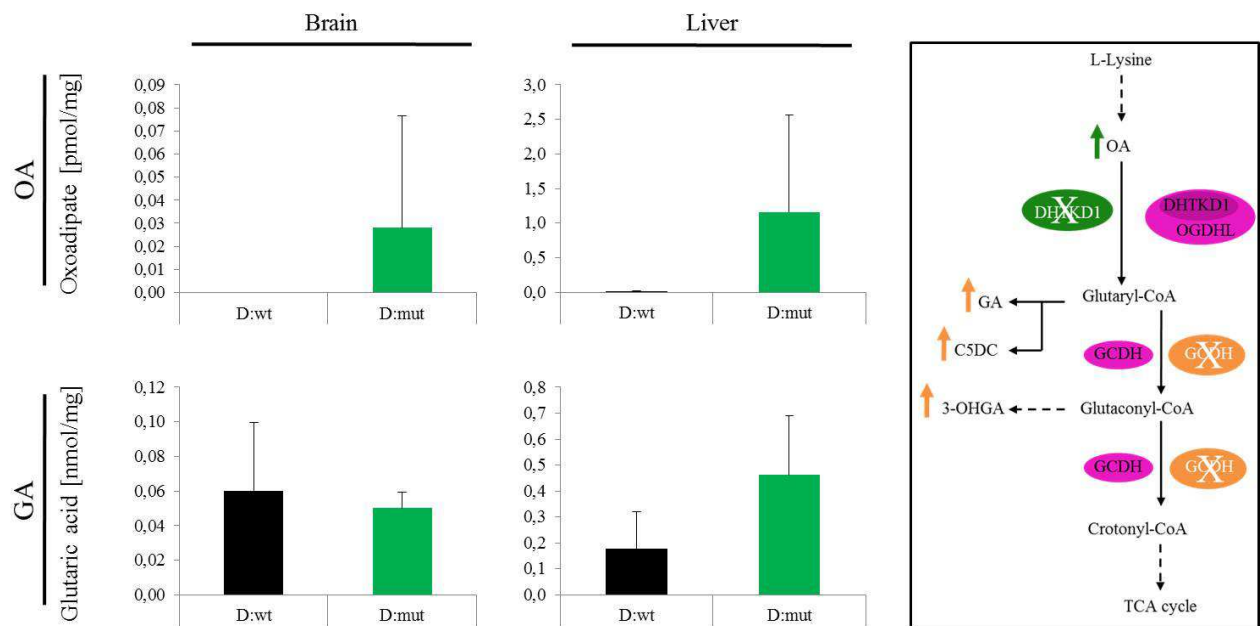 Brain
Liver
OA
Oxoadipate [pmol/mg]
0,09
0,08
0,07
0,06
0,05
0,04
0,03
0,02
0,01
0,00
D:wt
D:mut
3,0
2,5
2,0
1,5
1,0
0,5
0,0
D:wt
D:mut
GA
Glutaric acid [nmol/mg]
0,12
0,10
0,08
0,06
0,04
0,02
0,00
D:wt
D:mut
0,8
0,7
0,6
0,5
0,4
0,3
0,2
0,1
0,0
D:wt
D:mut
L-Lysine
OA
DHTKD1
X
DHTKD1
OGDHL
Glutaryl-CoA
GA
C5DC
GCDH
GCDH
X
3-OHGA
Glutaconyl-CoA
GCDH
GCDH
X
Crotonyl-CoA
TCA cycle